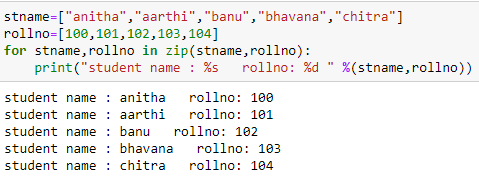 stname=["anitha","aarthi","banu","bhavana","chitra"]
rollno=[100,101,102,103,104]
for stname,rollno in zip(stname,rollno):
    print("student name : %s   rollno: %d " %(stname,rollno))
student name : anitha   rollno: 100
student name : aarthi   rollno: 101
student name : banu   rollno: 102
student name : bhavana   rollno: 103
student name : chitra   rollno: 104